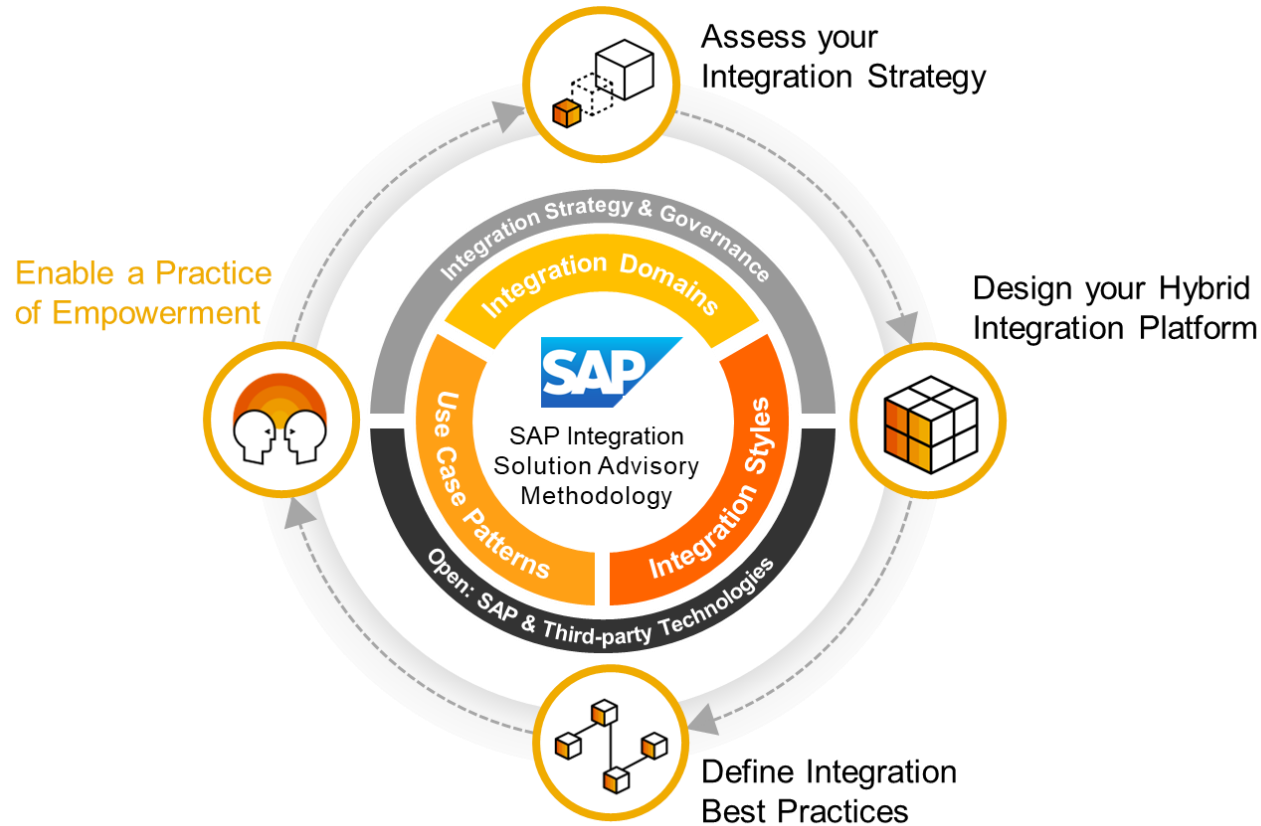 Assess your
Integration Strategy
Integration Strategy & Governance
Integration Domains
Enable a Practice
of Empowerment
Design your Hybrid
Integration Platform
SAP
SAP Integration
Solution Advisory
Methodology
Use Case Patterns
Integration Styles
Open: SAP & Third-party Technologies
Define Integration
Best Practices